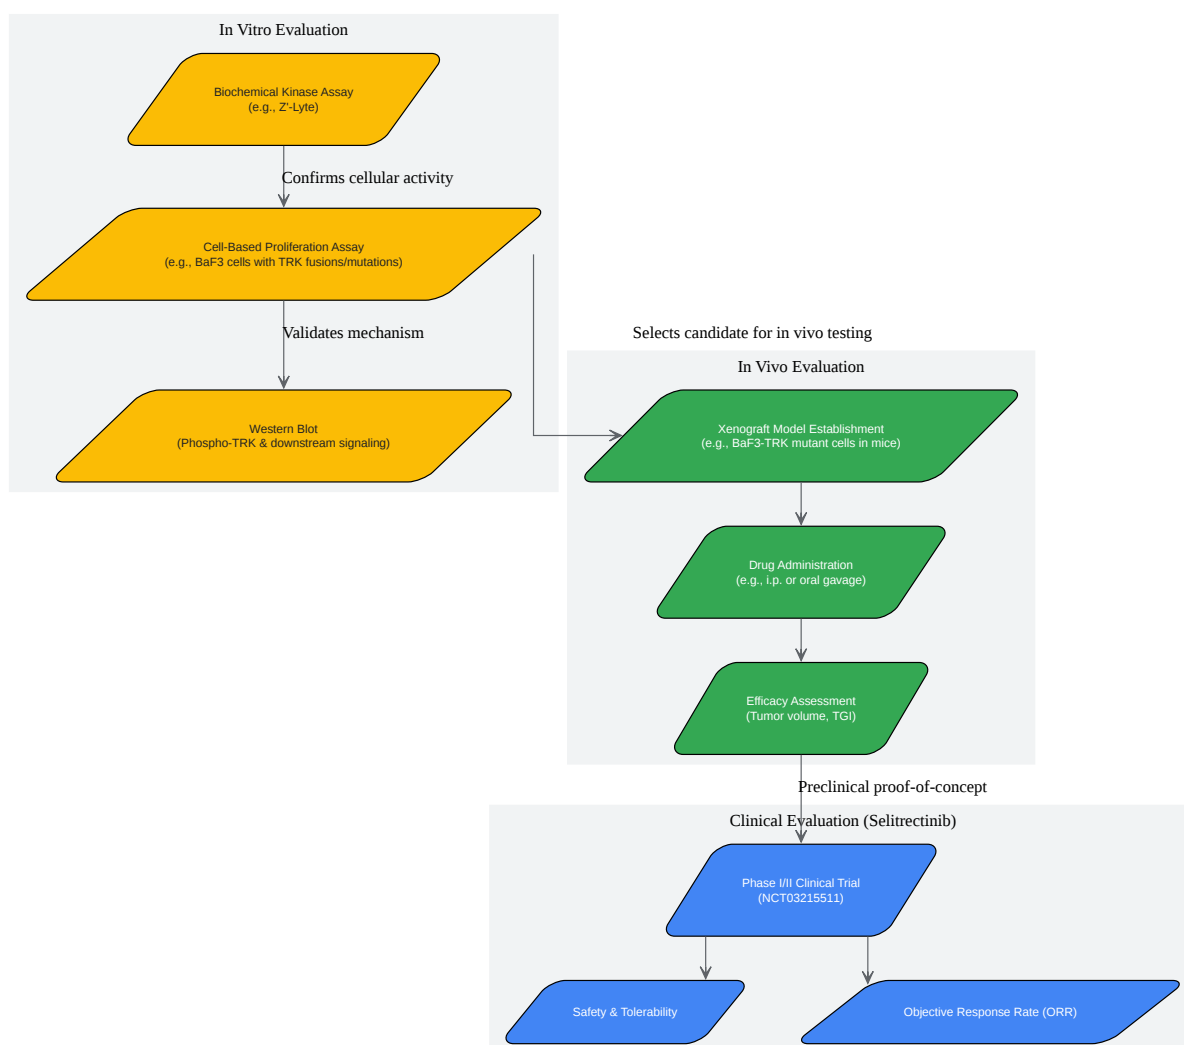 In Vitro Evaluation
Biochemical Kinase Assay
(e.g., Z'-Lyte)
Confirms cellular activity
Cell-Based Proliferation Assay
(e.g., BaF3 cells with TRK fusions/mutations)
Validates mechanism
Western Blot
(Phospho-TRK & downstream signaling)
Selects candidate for in vivo testing
In Vivo Evaluation
Xenograft Model Establishment
(e.g., BaF3-TRK mutant cells in mice)
Drug Administration
(e.g., i.p. or oral gavage)
Efficacy Assessment
(Tumor volume, TGI)
Preclinical proof-of-concept
Clinical Evaluation (Selitrectinib)
Phase I/II Clinical Trial
(NCT03215511)
Safety & Tolerability
Objective Response Rate (ORR)